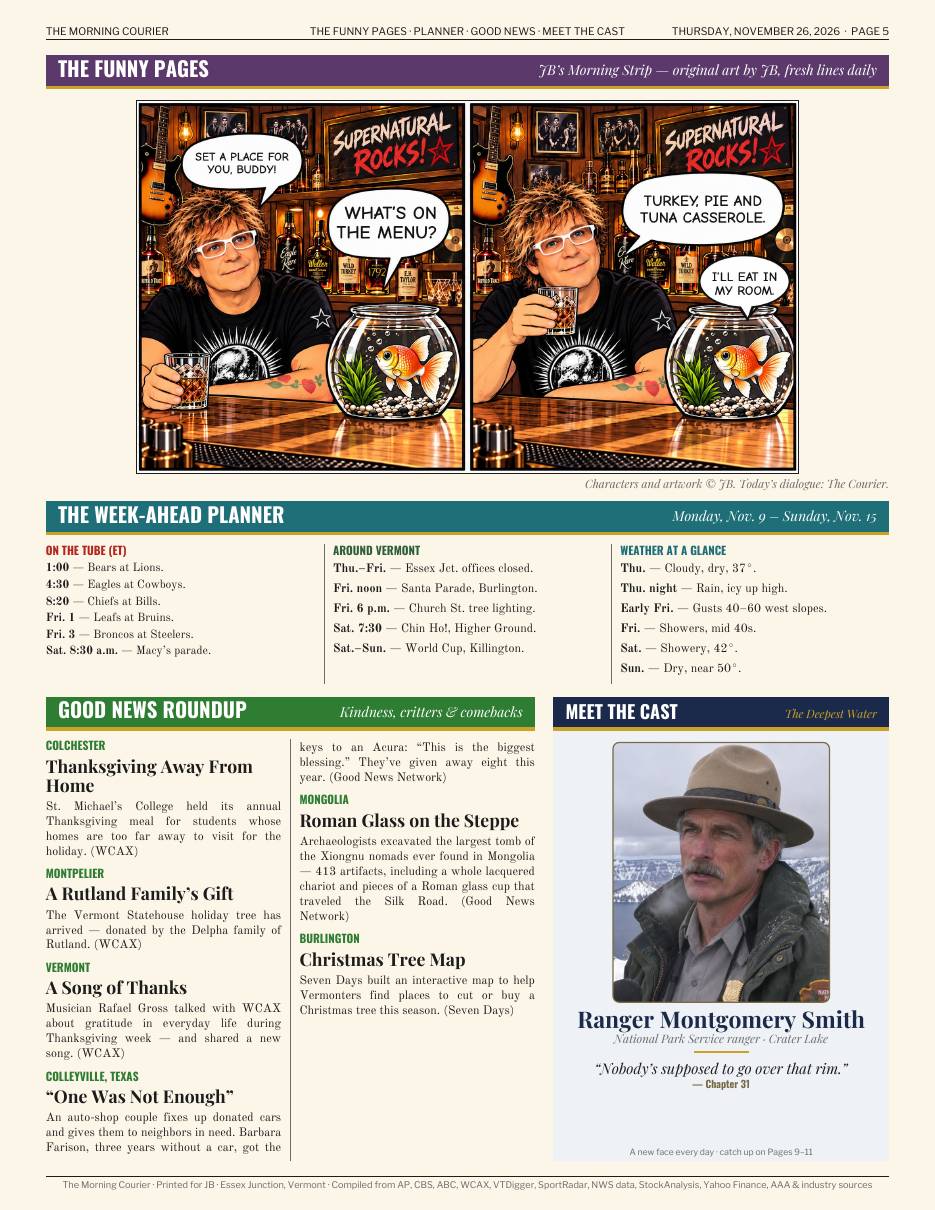 THE MORNING COURIER
THE FUNNY PAGES · PLANNER · GOOD NEWS · MEET THE CAST
THURSDAY, NOVEMBER 26, 2026 · PAGE 5
THE FUNNY PAGES
JB's Morning Strip — original art by JB, fresh lines daily
SUPERNATURAL
ROCKS!
SET A PLACE FOR
YOU, BUDDY!
WHAT'S ON
THE MENU?
Eagle
Rare
Weller
WILD
TURKEY
1792
E.H.
TAYLOR
SUPERNATURAL
ROCKS!
TURKEY, PIE AND
TUNA CASSEROLE.
I'LL EAT IN
MY ROOM.
Characters and artwork © JB. Today's dialogue: The Courier.
THE WEEK-AHEAD PLANNER
Monday, Nov. 9 – Sunday, Nov. 15
ON THE TUBE (ET)
1:00 — Bears at Lions.
4:30 — Eagles at Cowboys.
8:20 — Chiefs at Bills.
Fri. 1 — Leafs at Bruins.
Fri. 3 — Broncos at Steelers.
Sat. 8:30 a.m. — Macy's parade.
AROUND VERMONT
Thu.–Fri. — Essex Jct. offices closed.
Fri. noon — Santa Parade, Burlington.
Fri. 6 p.m. — Church St. tree lighting.
Sat. 7:30 — Chin Ho!, Higher Ground.
Sat.–Sun. — World Cup, Killington.
WEATHER AT A GLANCE
Thu. — Cloudy, dry, 37°.
Thu. night — Rain, icy up high.
Early Fri. — Gusts 40–60 west slopes.
Fri. — Showers, mid 40s.
Sat. — Showery, 42°.
Sun. — Dry, near 50°.
GOOD NEWS ROUNDUP
Kindness, critters & comebacks
COLCHESTER
Thanksgiving Away From
Home
St. Michael's College held its annual
Thanksgiving meal for students whose
homes are too far away to visit for the
holiday. (WCAX)
MONTPELIER
A Rutland Family's Gift
The Vermont Statehouse holiday tree has
arrived — donated by the Delpha family of
Rutland. (WCAX)
VERMONT
A Song of Thanks
Musician Rafael Gross talked with WCAX
about gratitude in everyday life during
Thanksgiving week — and shared a new
song. (WCAX)
COLLEYVILLE, TEXAS
“One Was Not Enough”
An auto-shop couple fixes up donated cars
and gives them to neighbors in need. Barbara
Farison, three years without a car, got the
keys to an Acura: “This is the biggest
blessing.” They've given away eight this
year. (Good News Network)
MONGOLIA
Roman Glass on the Steppe
Archaeologists excavated the largest tomb of
the Xiongnu nomads ever found in Mongolia
— 413 artifacts, including a whole lacquered
chariot and pieces of a Roman glass cup that
traveled the Silk Road. (Good News
Network)
BURLINGTON
Christmas Tree Map
Seven Days built an interactive map to help
Vermonters find places to cut or buy a
Christmas tree this season. (Seven Days)
MEET THE CAST
The Deepest Water
Ranger Montgomery Smith
National Park Service ranger · Crater Lake
“Nobody's supposed to go over that rim.”
— Chapter 31
A new face every day · catch up on Pages 9–11
The Morning Courier · Printed for JB · Essex Junction, Vermont · Compiled from AP, CBS, ABC, WCAX, VTDigger, SportRadar, NWS data, StockAnalysis, Yahoo Finance, AAA & industry sources